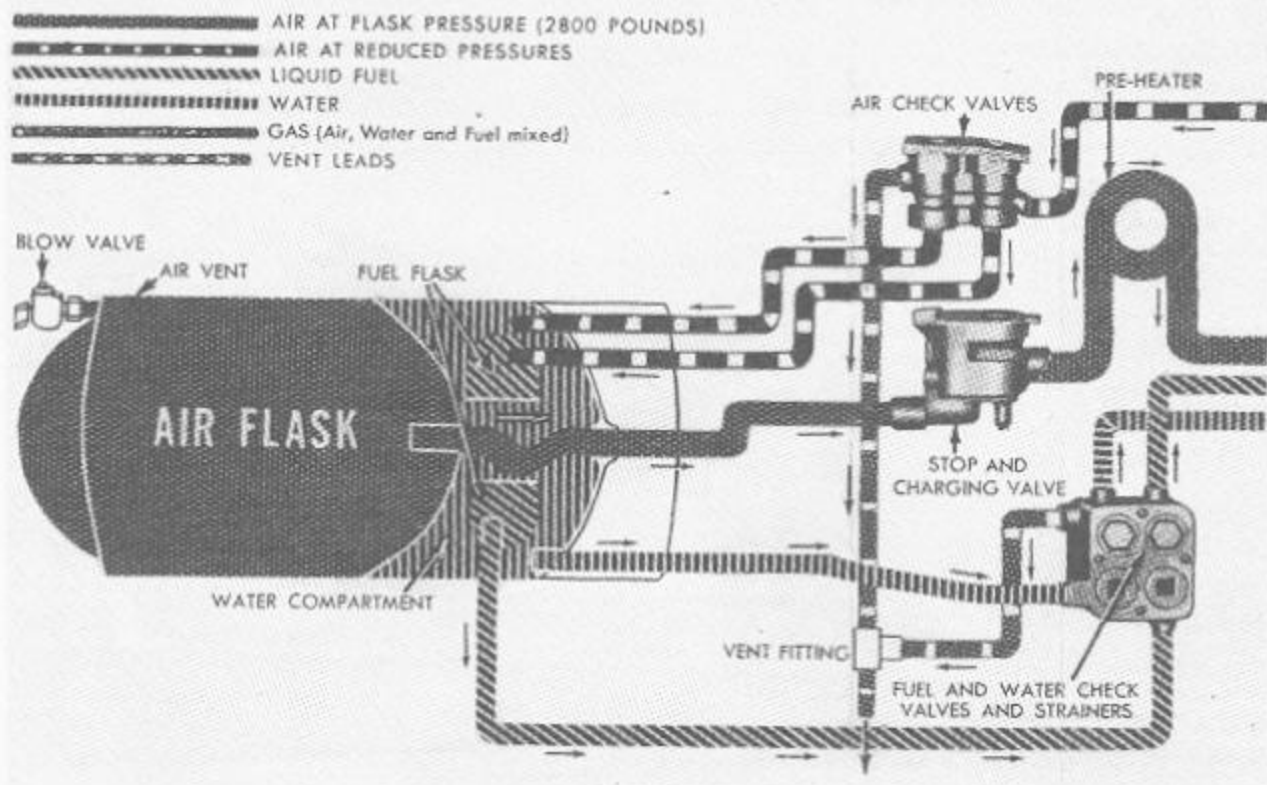 AIR AT FLASK PRESSURE (2800 POUNDS)
AIR AT REDUCED PRESSURES
LIQUID FUEL
WATER
GAS (Air, Water and Fuel mixed)
VENT LEADS
PRE-HEATER
AIR CHECK VALVES
BLOW VALVE
AIR VENT
FUEL FLASK
AIR FLASK
STOP AND
CHARGING VALVE
WATER COMPARTMENT
VENT FITTING
FUEL AND WATER CHECK
VALVES AND STRAINERS